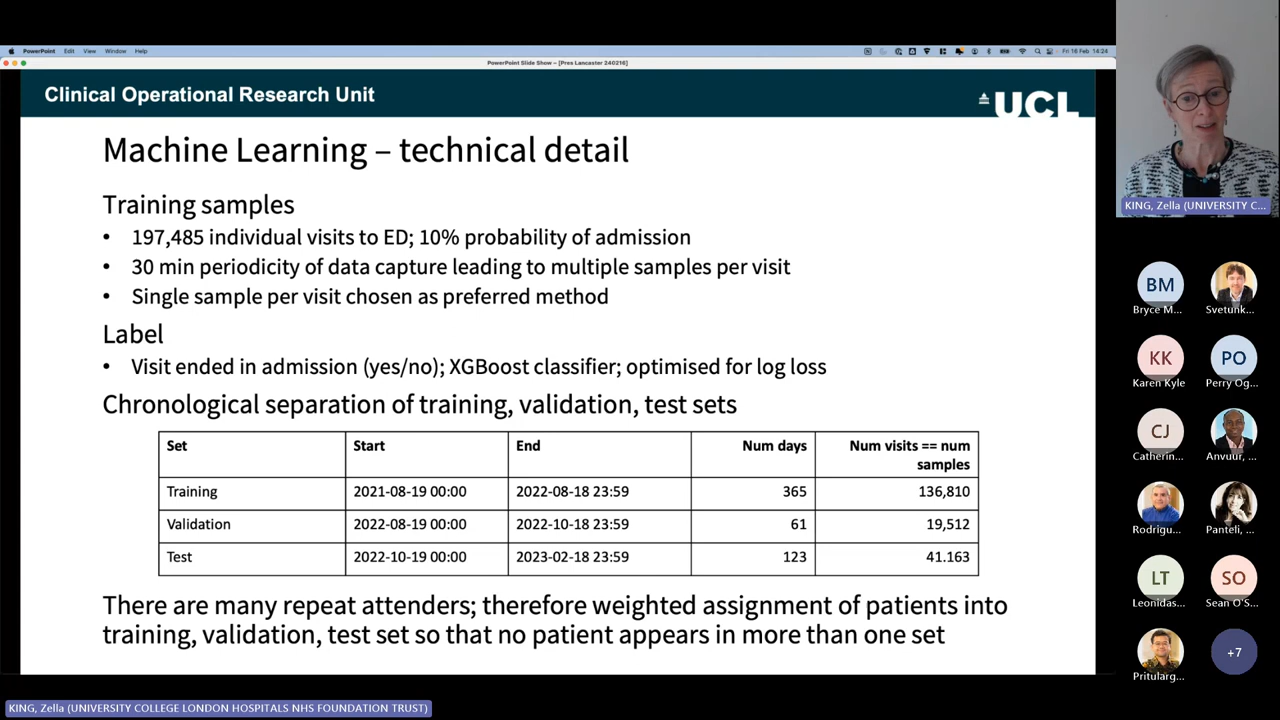 PowerPoint Edit View Window Help
Fri 16 Feb 14:24
PowerPoint Slide Show – [Pres Lancaster 240216]
Clinical Operational Research Unit
UCL
Machine Learning – technical detail
Training samples
• 197,485 individual visits to ED; 10% probability of admission
• 30 min periodicity of data capture leading to multiple samples per visit
• Single sample per visit chosen as preferred method
Label
• Visit ended in admission (yes/no); XGBoost classifier; optimised for log loss
Chronological separation of training, validation, test sets
Set Start End Num days Num visits == num
samples
Training 2021-08-19 00:00 2022-08-18 23:59 365 136,810
Validation 2022-08-19 00:00 2022-10-18 23:59 61 19,512
Test 2022-10-19 00:00 2023-02-18 23:59 123 41.163
There are many repeat attenders; therefore weighted assignment of patients into
training, validation, test set so that no patient appears in more than one set
KING, Zella (UNIVERSITY COLLEGE LONDON HOSPITALS NHS FOUNDATION TRUST)
KING, Zella (UNIVERSITY C...
BM
Bryce M... Svetunk...
KK PO
Karen Kyle Perry Og...
CJ
Catherin... Anvuur, ...
Rodrigu... Panteli, ...
LT SO
Leonidas... Sean O'S...
+7
Pritularg...